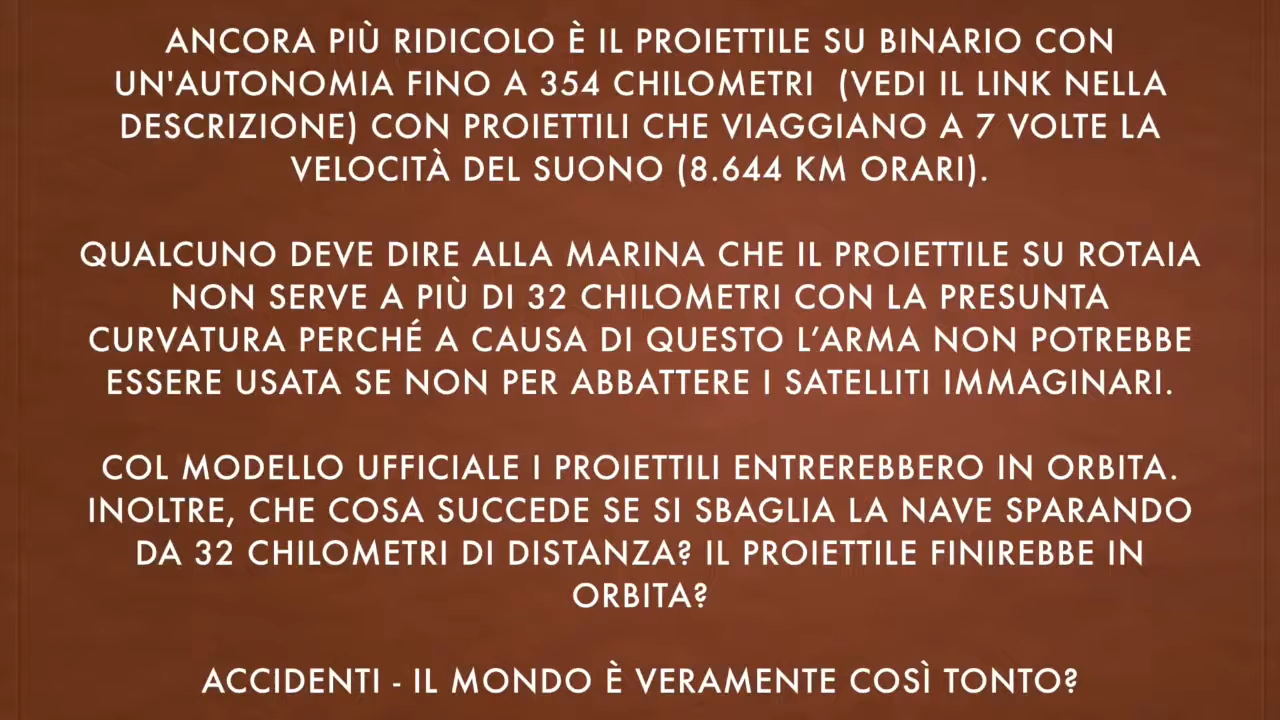 ANCORA PIÙ RIDICOLO È IL PROIETTILE SU BINARIO CON
UN'AUTONOMIA FINO A 354 CHILOMETRI (VEDI IL LINK NELLA
DESCRIZIONE) CON PROIETTILI CHE VIAGGIANO A 7 VOLTE LA
VELOCITÀ DEL SUONO (8.644 KM ORARI).
QUALCUNO DEVE DIRE ALLA MARINA CHE IL PROIETTILE SU ROTAIA
NON SERVE A PIÙ DI 32 CHILOMETRI CON LA PRESUNTA
CURVATURA PERCHÉ A CAUSA DI QUESTO L’ARMA NON POTREBBE
ESSERE USATA SE NON PER ABBATTERE I SATELLITI IMMAGINARI.
COL MODELLO UFFICIALE I PROIETTILI ENTREREBBERO IN ORBITA.
INOLTRE, CHE COSA SUCCEDE SE SI SBAGLIA LA NAVE SPARANDO
DA 32 CHILOMETRI DI DISTANZA? IL PROIETTILE FINIREBBE IN
ORBITA?
ACCIDENTI - IL MONDO È VERAMENTE COSÌ TONTO?